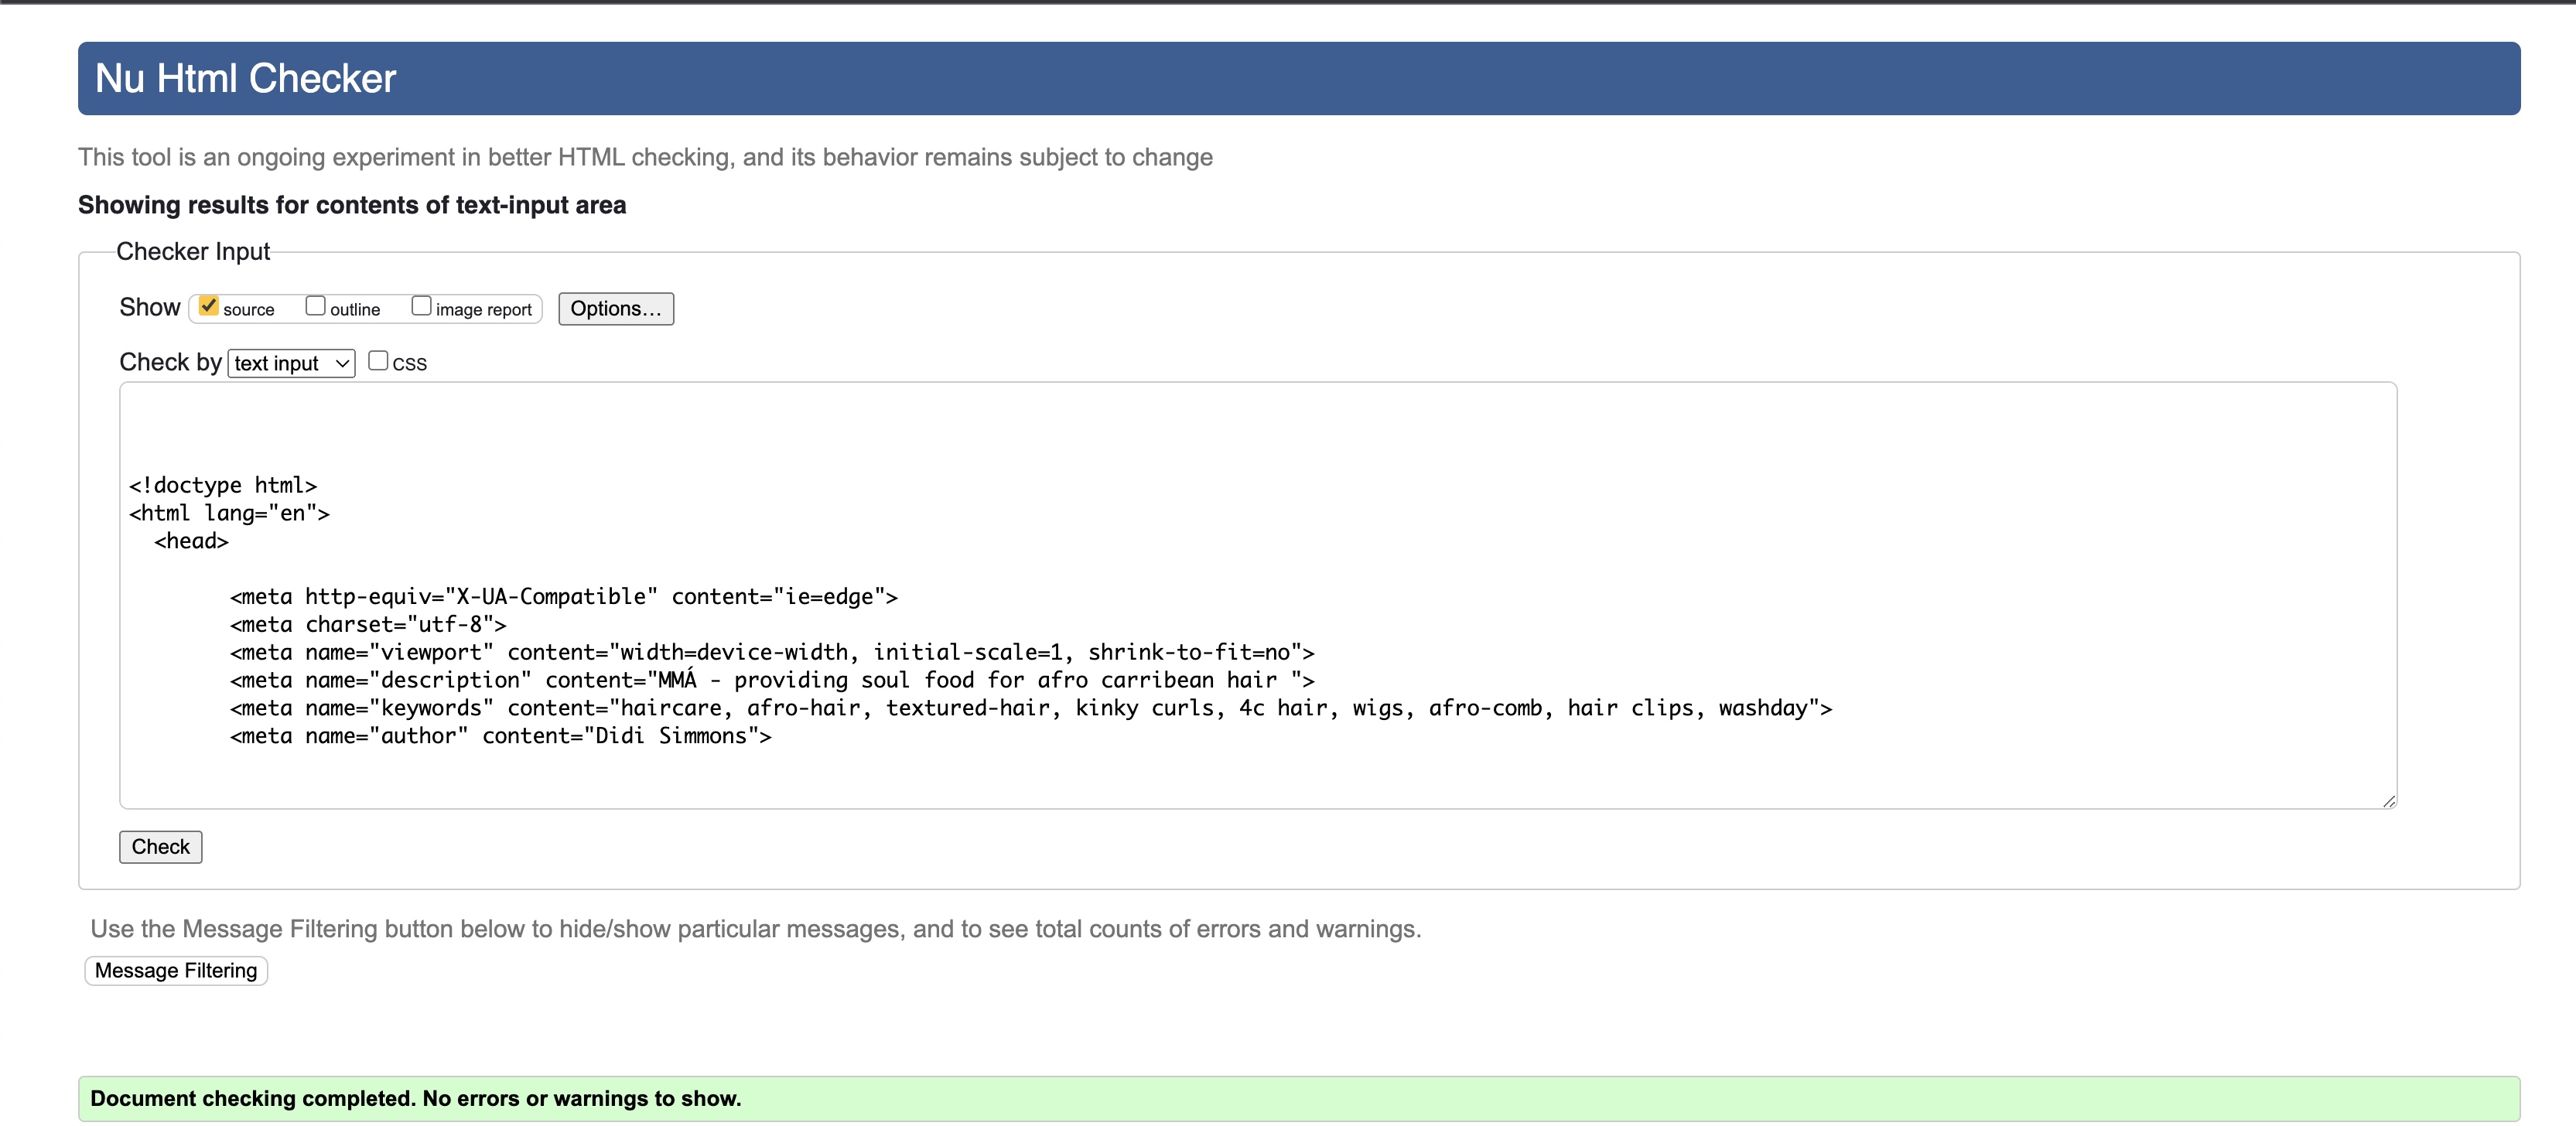 Nu Html Checker
This tool is an ongoing experiment in better HTML checking, and its behavior remains subject to change
Showing results for contents of text-input area
Checker Input
Show source outline image report Options...
Check by text input CSS
<!doctype html>
<html lang="en">
<head>
<meta http-equiv="X-UA-Compatible" content="ie=edge">
<meta charset="utf-8">
<meta name="viewport" content="width=device-width, initial-scale=1, shrink-to-fit=no">
<meta name="description" content="MMÁ - providing soul food for afro carribean hair ">
<meta name="keywords" content="haircare, afro-hair, textured-hair, kinky curls, 4c hair, wigs, afro-comb, hair clips, washday">
<meta name="author" content="Didi Simmons">
Check
Use the Message Filtering button below to hide/show particular messages, and to see total counts of errors and warnings.
Message Filtering
Document checking completed. No errors or warnings to show.